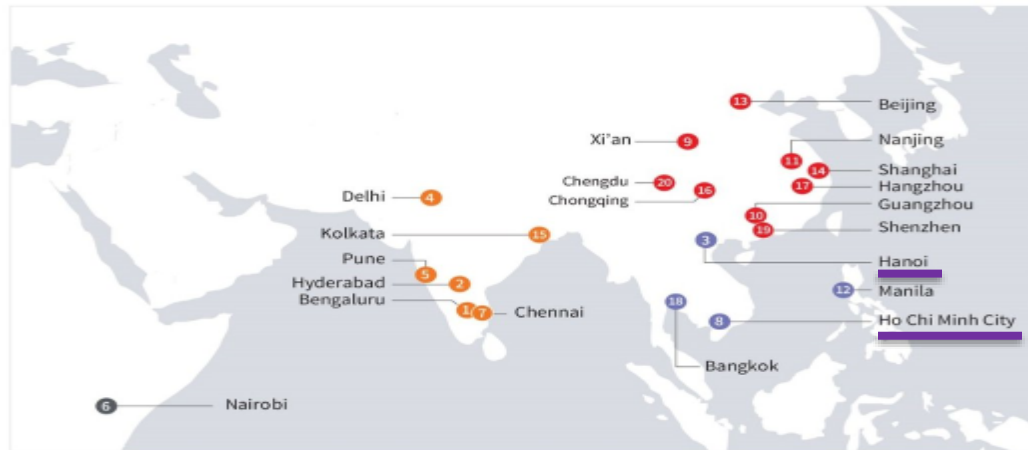 13 Beijing
Xi'an 9
Nanjing
11
14 Shanghai
Chengdu 20
17 Hangzhou
Chongqing 16
Delhi 4
Guangzhou
10
Shenzhen
19
Kolkata 15
3
Pune
Hanoi
5
Hyderabad 2
12 Manila
Bengaluru 1
18
7 Chennai
8 Ho Chi Minh City
Bangkok
6 Nairobi